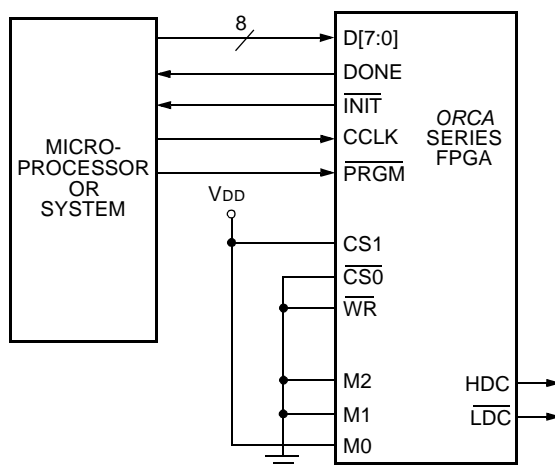 8
D[7:0]
DONE
INIT
CCLK
PRGM
MICRO-
PROCESSOR
OR
SYSTEM
ORCA
SERIES
FPGA
VDD
CS1
CS0
WR
M2
M1
M0
HDC
LDC